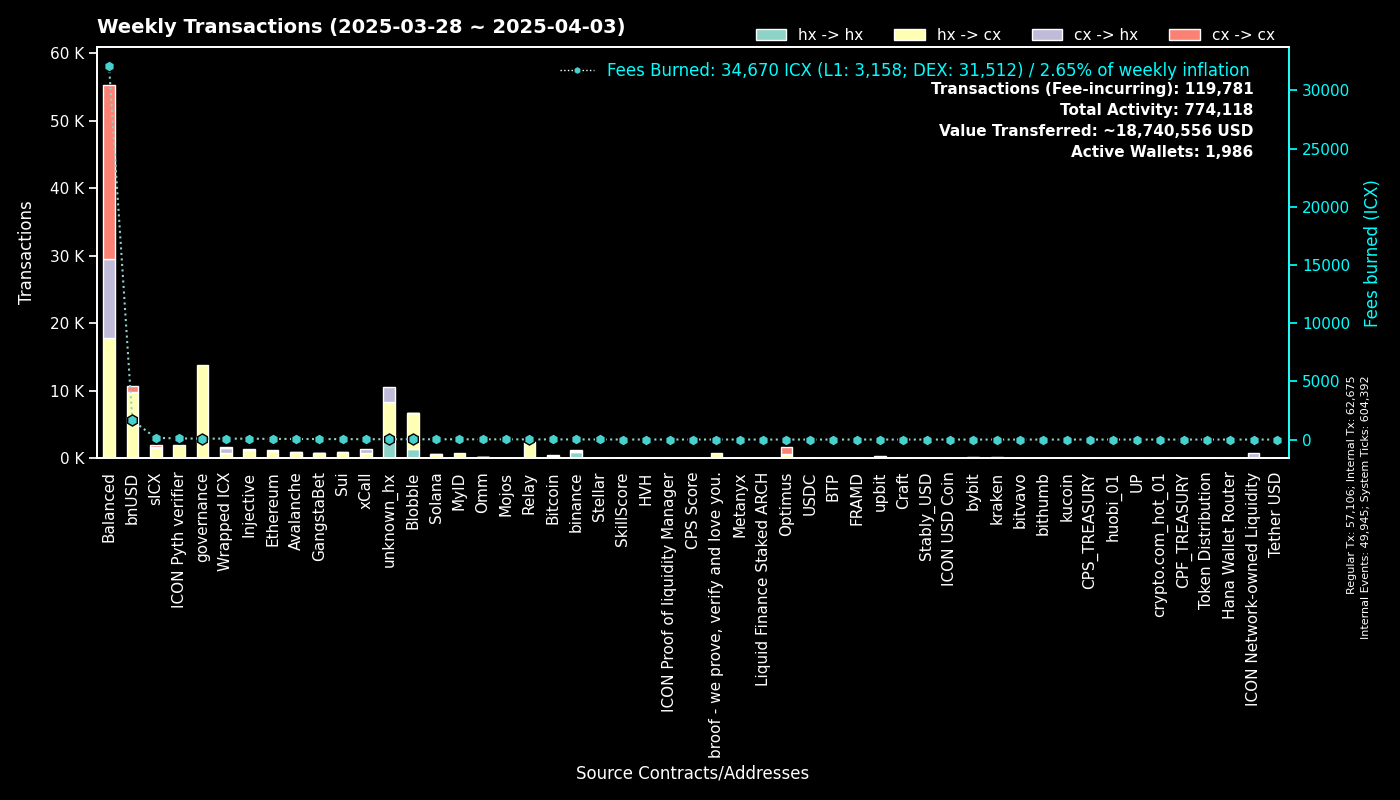 Weekly Transactions (2025-03-28 ~ 2025-04-03)
hx -> hx
hx -> cx
cx -> hx
cx -> cx
Fees Burned: 34,670 ICX (L1: 3,158; DEX: 31,512) / 2.65% of weekly inflation
Transactions (Fee-incurring): 119,781
Total Activity: 774,118
Value Transferred: ~18,740,556 USD
Active Wallets: 1,986
Transactions
60 K
50 K
40 K
30 K
20 K
10 K
0 K
30000
25000
20000
15000
10000
5000
0
Fees burned (ICX)
Regular Tx: 57,106; Internal Tx: 62,675
Internal Events: 49,945; System Ticks: 604,392
Balanced
bnUSD
sICX
ICON Pyth verifier
governance
Wrapped ICX
Injective
Ethereum
Avalanche
GangstaBet
Sui
xCall
unknown_hx
Blobble
Solana
MyID
Omm
Mojos
Relay
Bitcoin
binance
Stellar
SkillScore
HVH
ICON Proof of liquidity Manager
CPS Score
broof - we prove, verify and love you.
Metanyx
Liquid Finance Staked ARCH
Optimus
USDC
BTP
FRAMD
upbit
Craft
Stably_USD
ICON USD Coin
bybit
kraken
bitvavo
bithumb
kucoin
CPS_TREASURY
huobi_01
UP
crypto.com_hot_01
CPF_TREASURY
Token Distribution
Hana Wallet Router
ICON Network-owned Liquidity
Tether USD
Source Contracts/Addresses